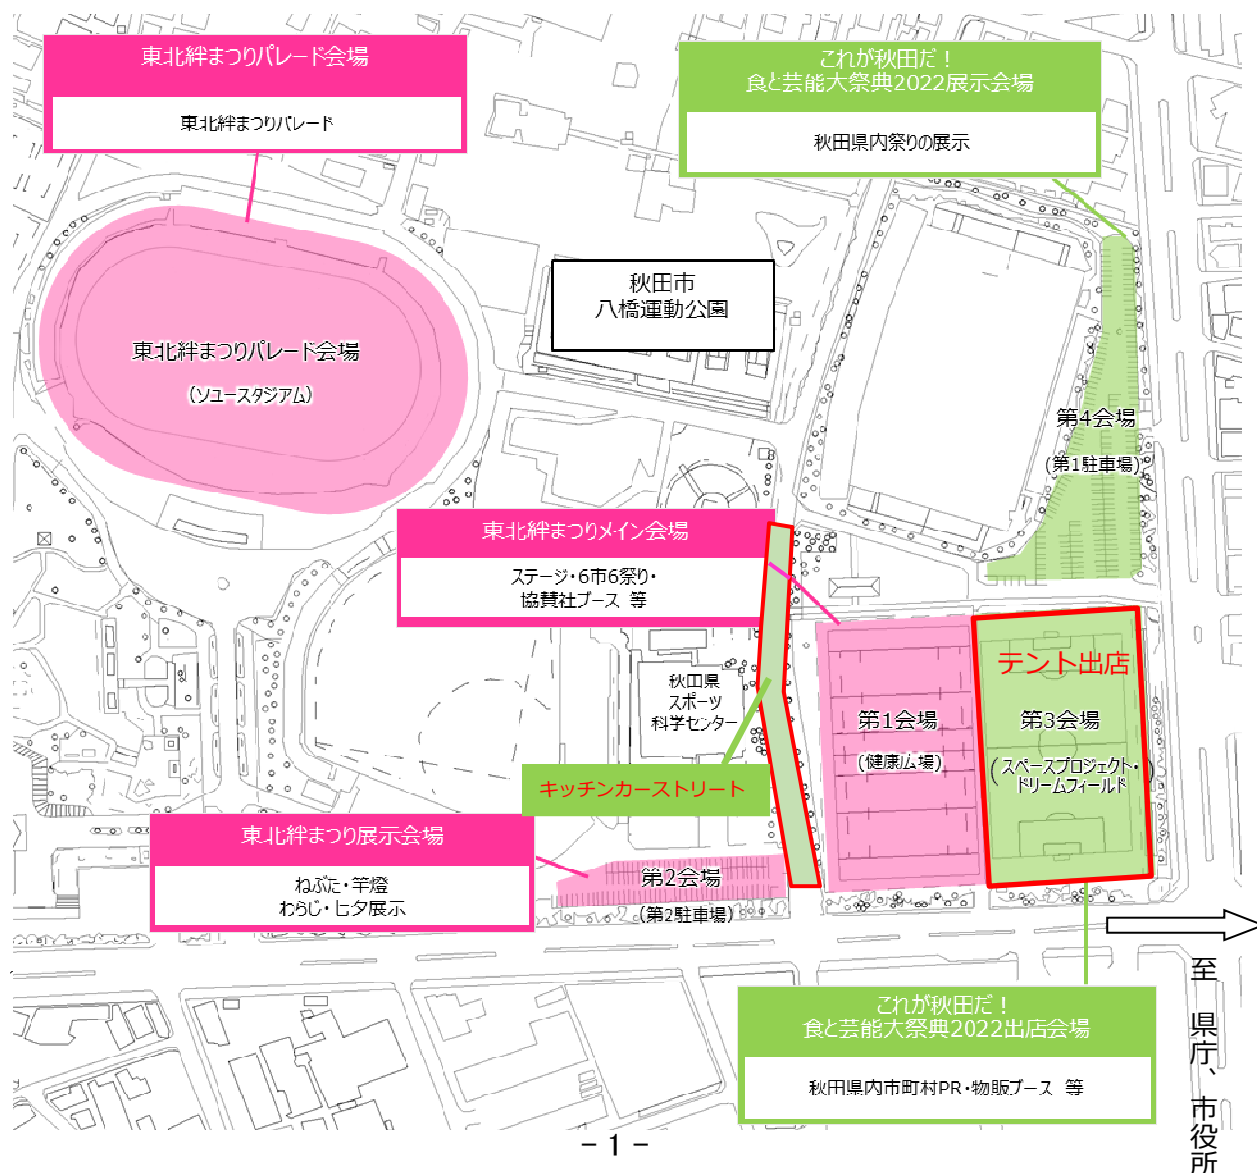 東北絆まつりパレード会場
東北絆まつりパレード
これが秋田だ！
食と芸能大祭典2022展示会場
秋田県内祭りの展示
秋田市
八橋運動公園
東北絆まつりパレード会場
(ソユースタジアム)
第4会場
(第1駐車場)
東北絆まつりメイン会場
ステージ・6市6祭り・
協賛社ブース 等
テント出店
秋田県
スポーツ
科学センター
第1会場
(健康広場)
第3会場
(スペースプロジェクト・
ドリームフィールド)
キッチンカーストリート
東北絆まつり展示会場
ねぶた・竿燈
わらじ・七夕展示
第2会場
(第2駐車場)
至 県庁、市役所
これが秋田だ！
食と芸能大祭典2022出店会場
秋田県内市町村PR・物販ブース 等
- 1 -